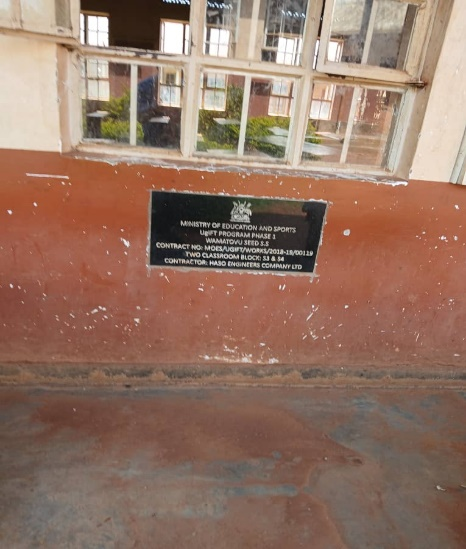 MINISTRY OF EDUCATION AND SPORTS
UgIFT PROGRAM PHASE 1
WAMATOVU SEED S.S
CONTRACT NO: MOES/UGIFT/WORKS/2018-19/00119
TWO CLASSROOM BLOCK: S3 & S4
CONTRACTOR: HASO ENGINEERS COMPANY LTD